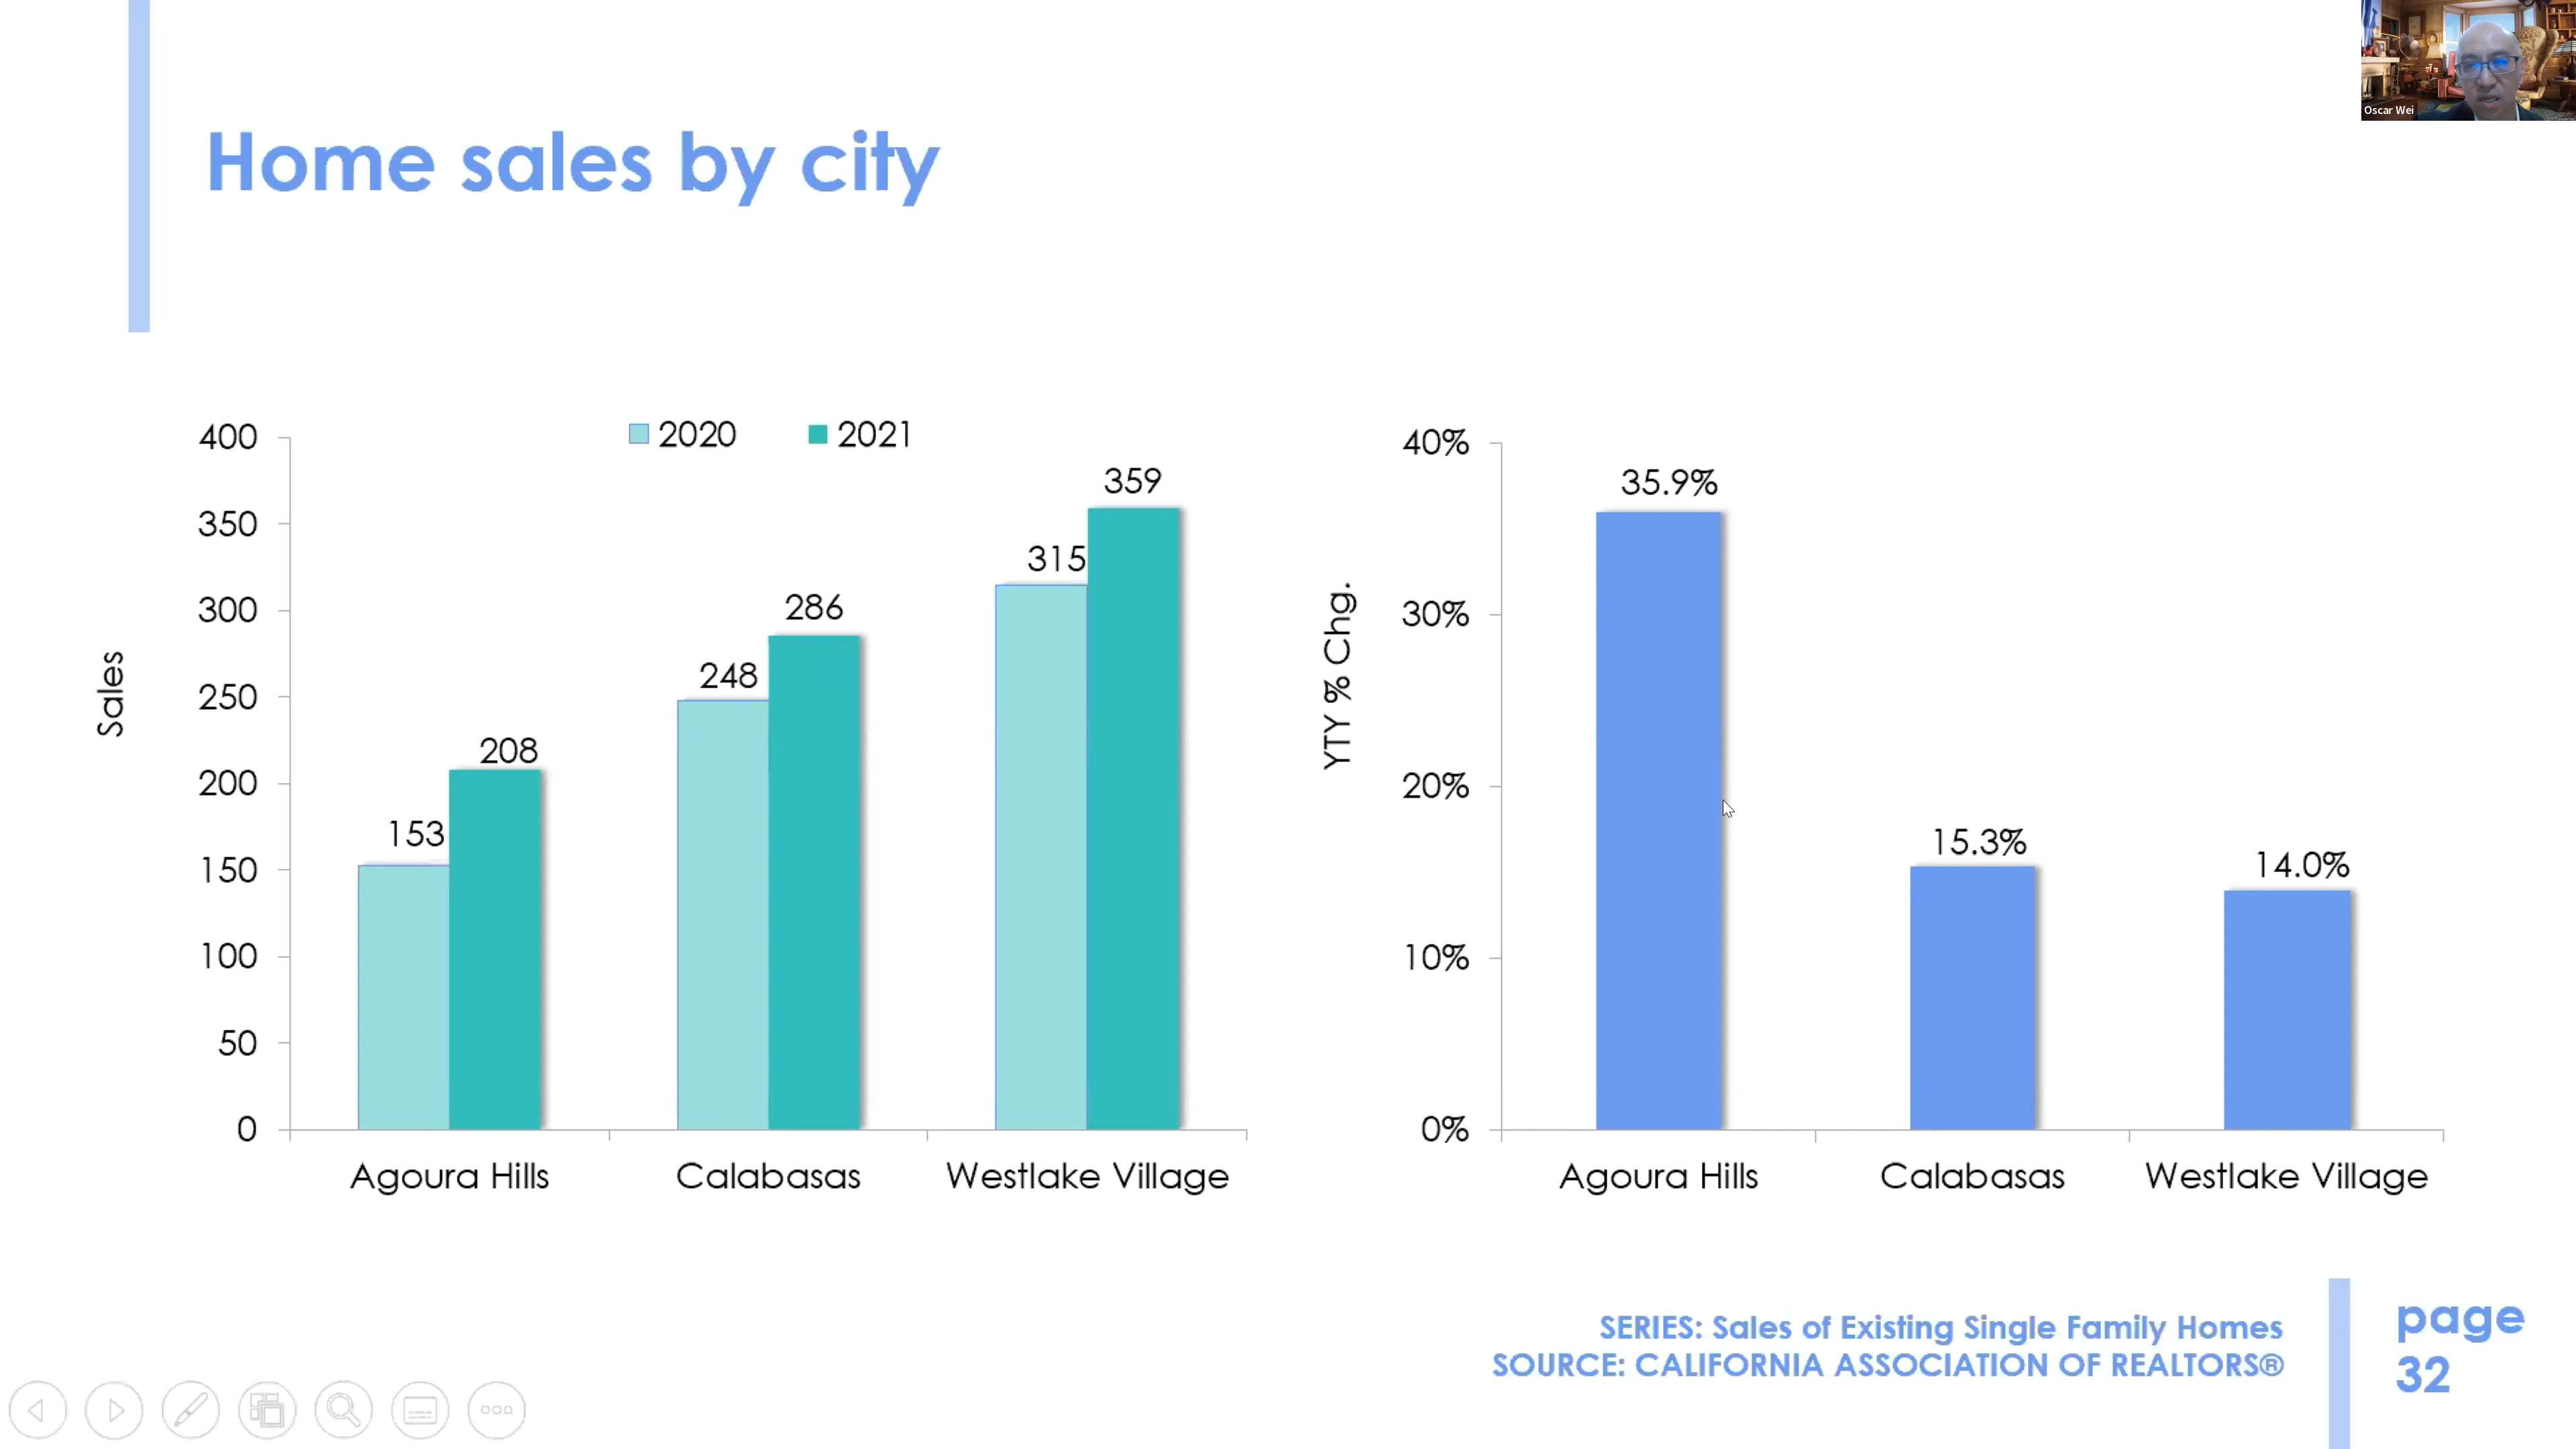 Oscar Wei
Home sales by city
2020 2021
Sales
400
350
300
250
200
150
100
50
0
153
208
248
286
315
359
Agoura Hills
Calabasas
Westlake Village
YTY % Chg.
40%
30%
20%
10%
0%
35.9%
15.3%
14.0%
Agoura Hills
Calabasas
Westlake Village
SERIES: Sales of Existing Single Family Homes
SOURCE: CALIFORNIA ASSOCIATION OF REALTORS®
page
32